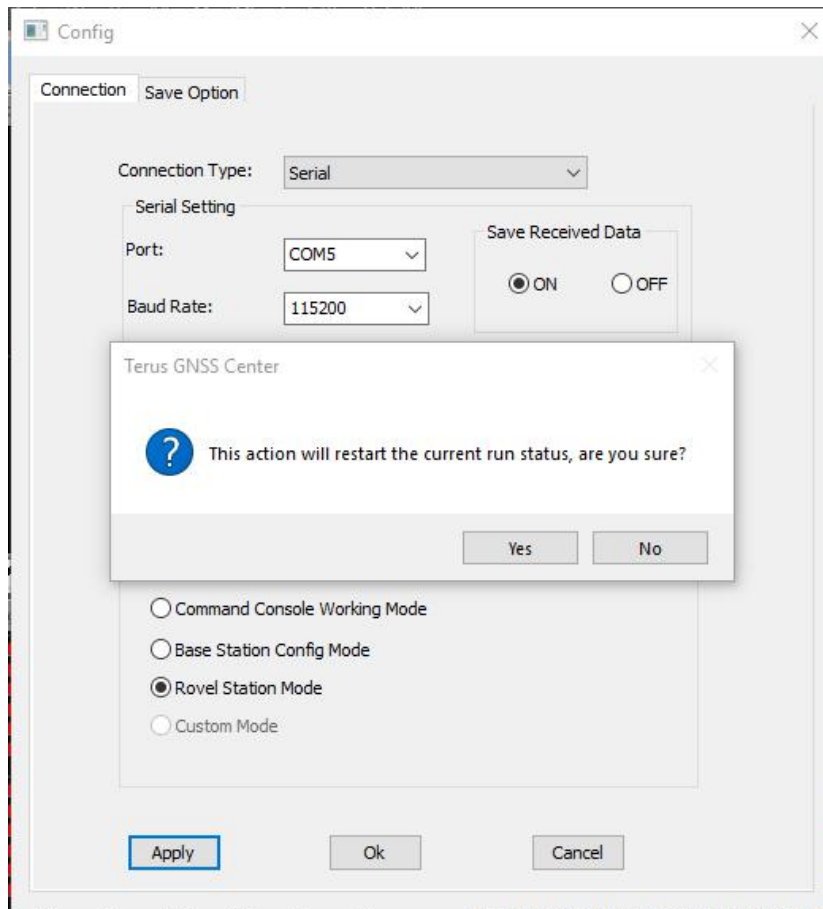 Config
Connection
Save Option
Connection Type:
Serial
Serial Setting
Port:
COM5
Save Received Data
ON
OFF
Baud Rate:
115200
Terus GNSS Center
This action will restart the current run status, are you sure?
Yes
No
Command Console Working Mode
Base Station Config Mode
Rovel Station Mode
Custom Mode
Apply
Ok
Cancel